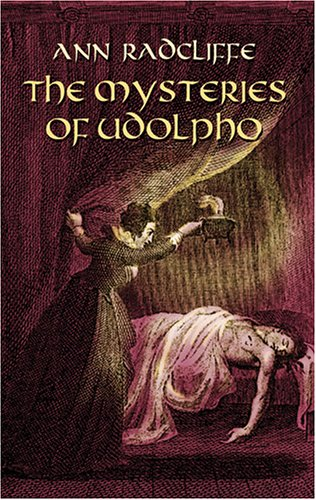 ANN RADCLIFFE
THE MYSTERIES
OF UDOLPHO